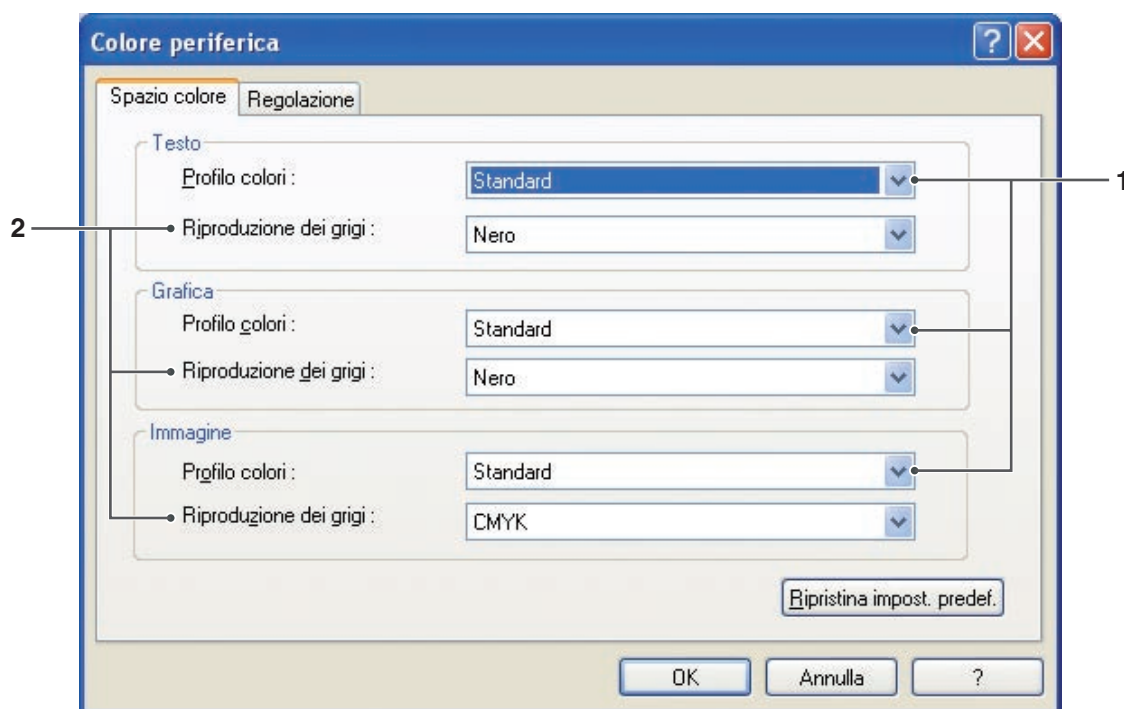 Colore periferica
Spazio colore Regolazione
Testo
Profilo colori : Standard
1
2
Riproduzione dei grigi : Nero
Grafica
Profilo colori : Standard
Riproduzione dei grigi : Nero
Immagine
Profilo colori : Standard
Riproduzione dei grigi : CMYK
Ripristina impost. predef.
OK Annulla ?